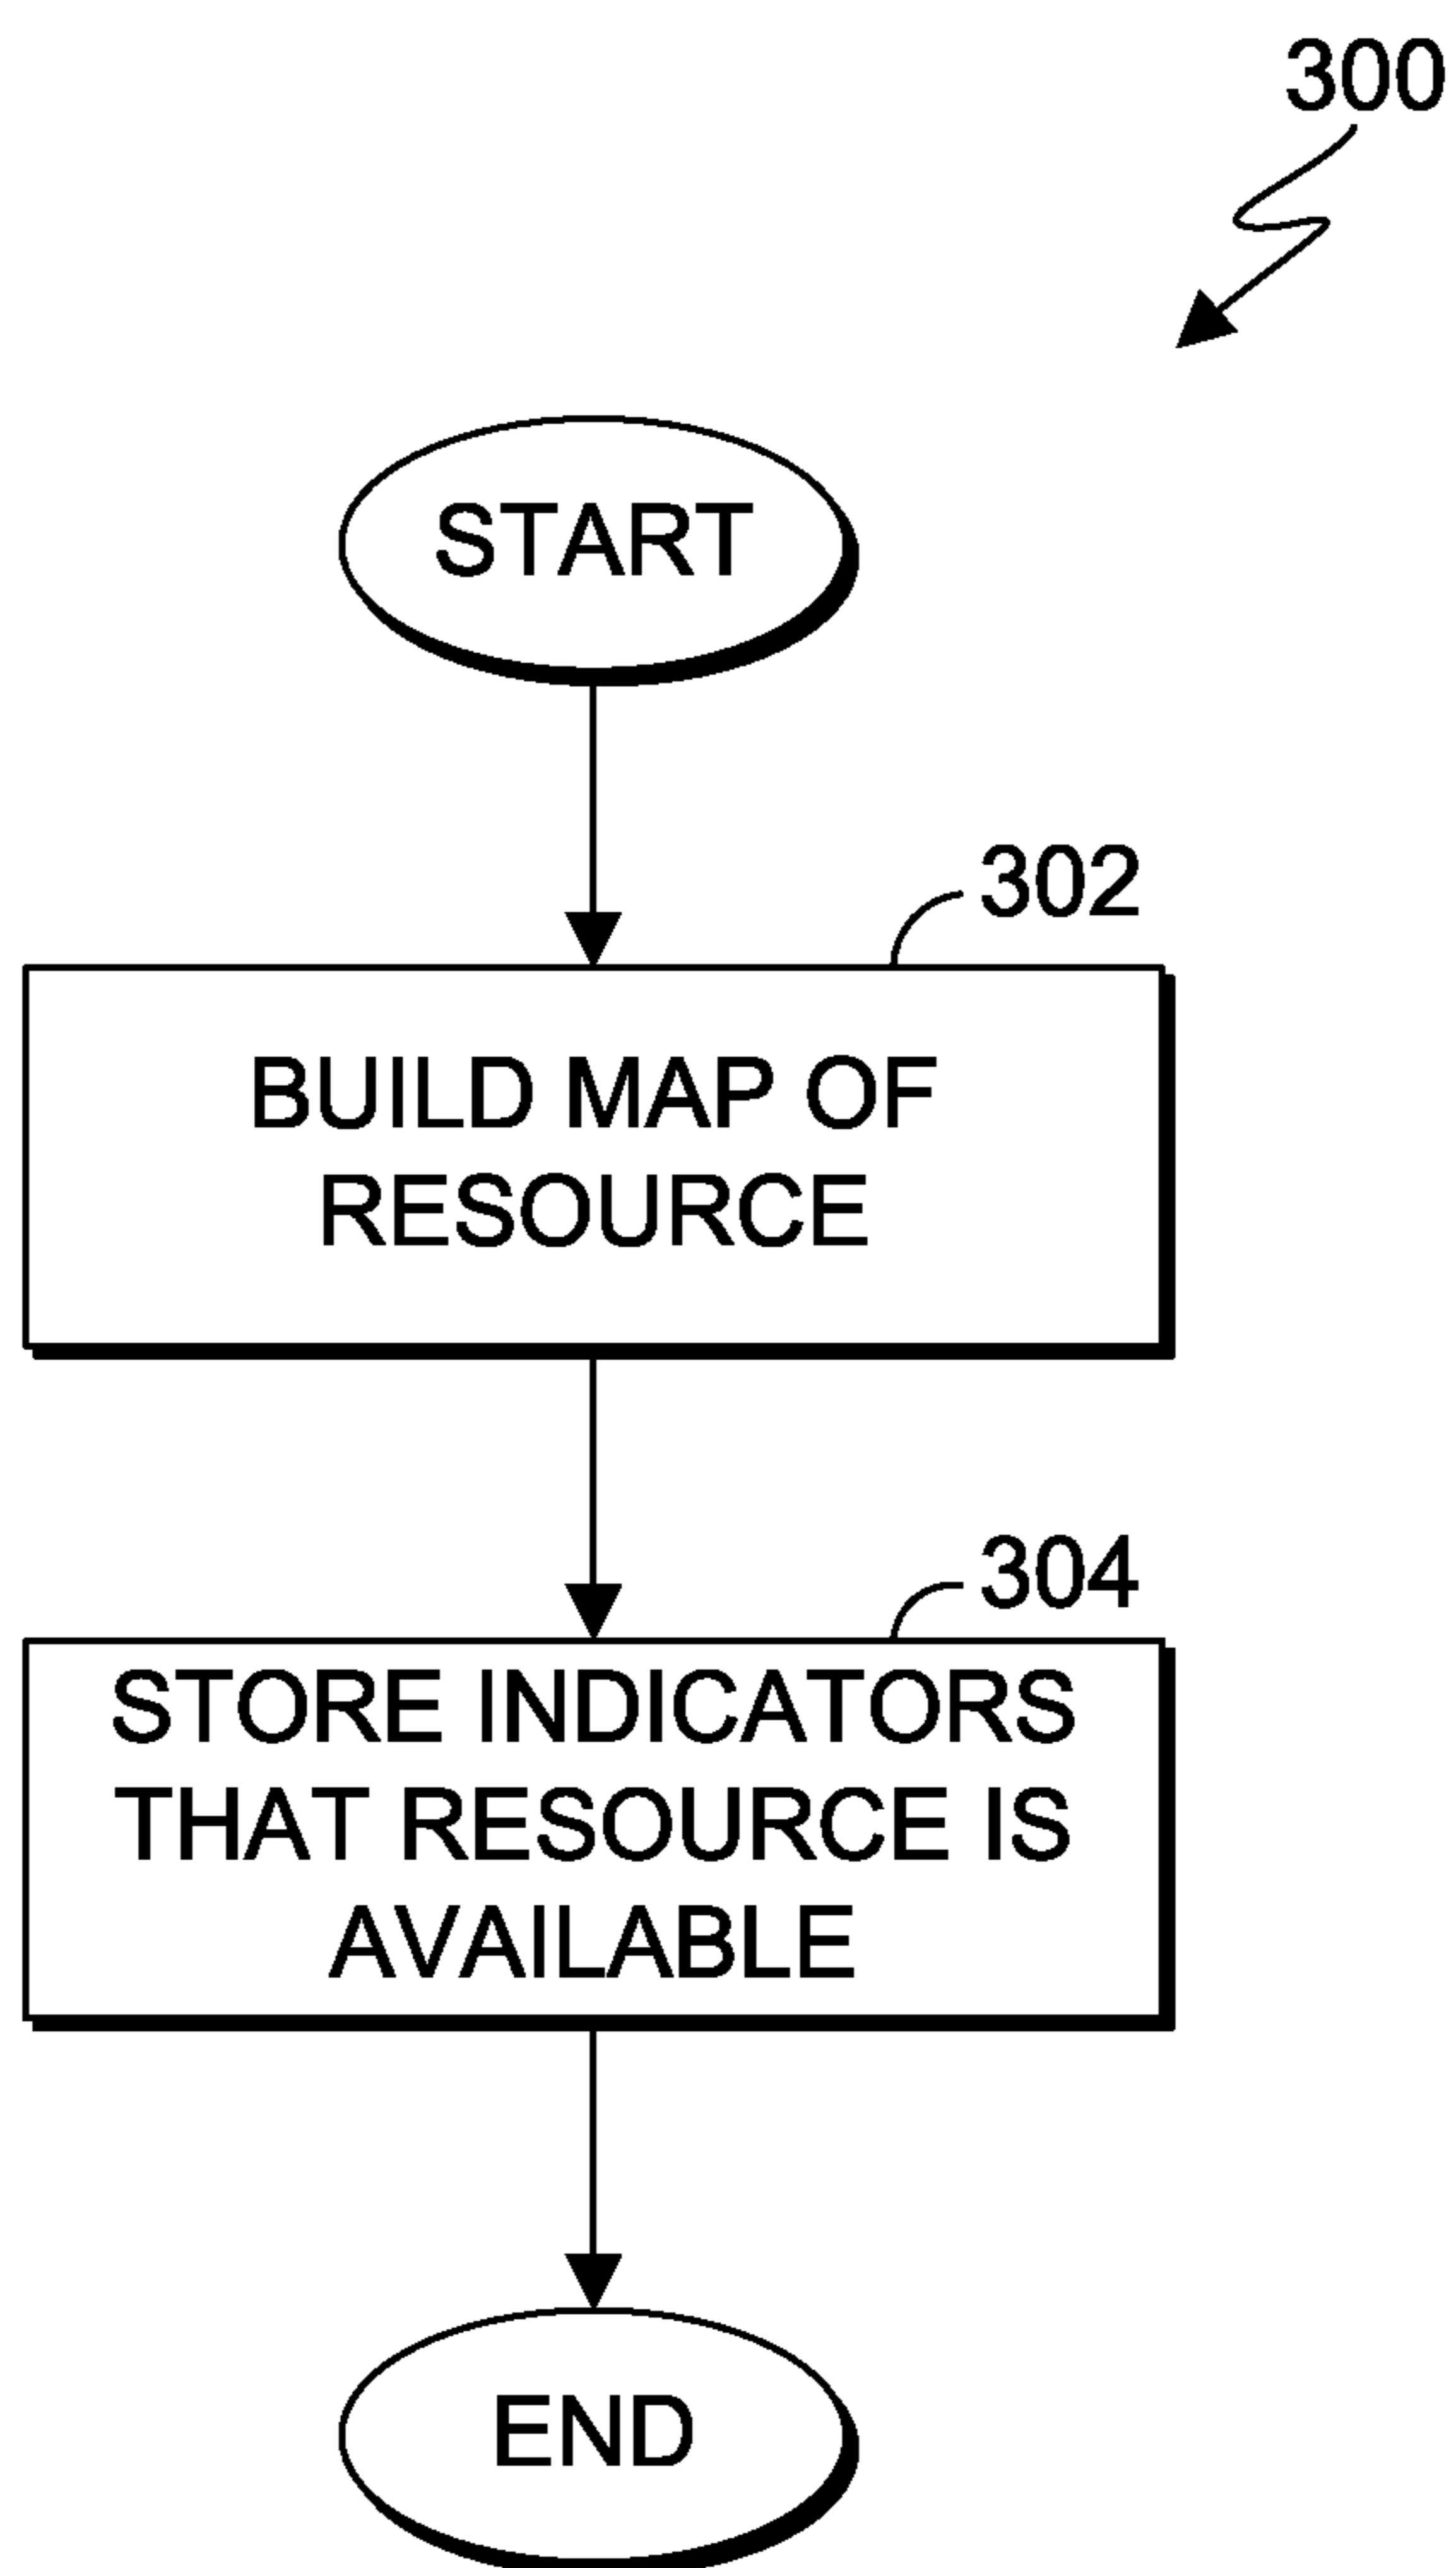 300
START
302
BUILD MAP OF
RESOURCE
304
STORE INDICATORS
THAT RESOURCE IS
AVAILABLE
END